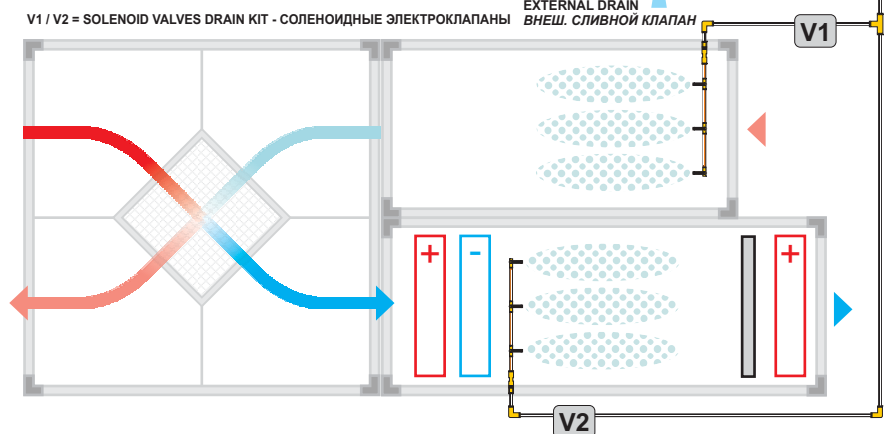 EXTERNAL DRAIN
V1 / V2 = SOLENOID VALVES DRAIN KIT - СОЛЕНОИДНЫЕ ЭЛЕКТРОКЛАПАНЫ
ВНЕШ. СЛИВНОЙ КЛАПАН
V1
+
-
+
V2